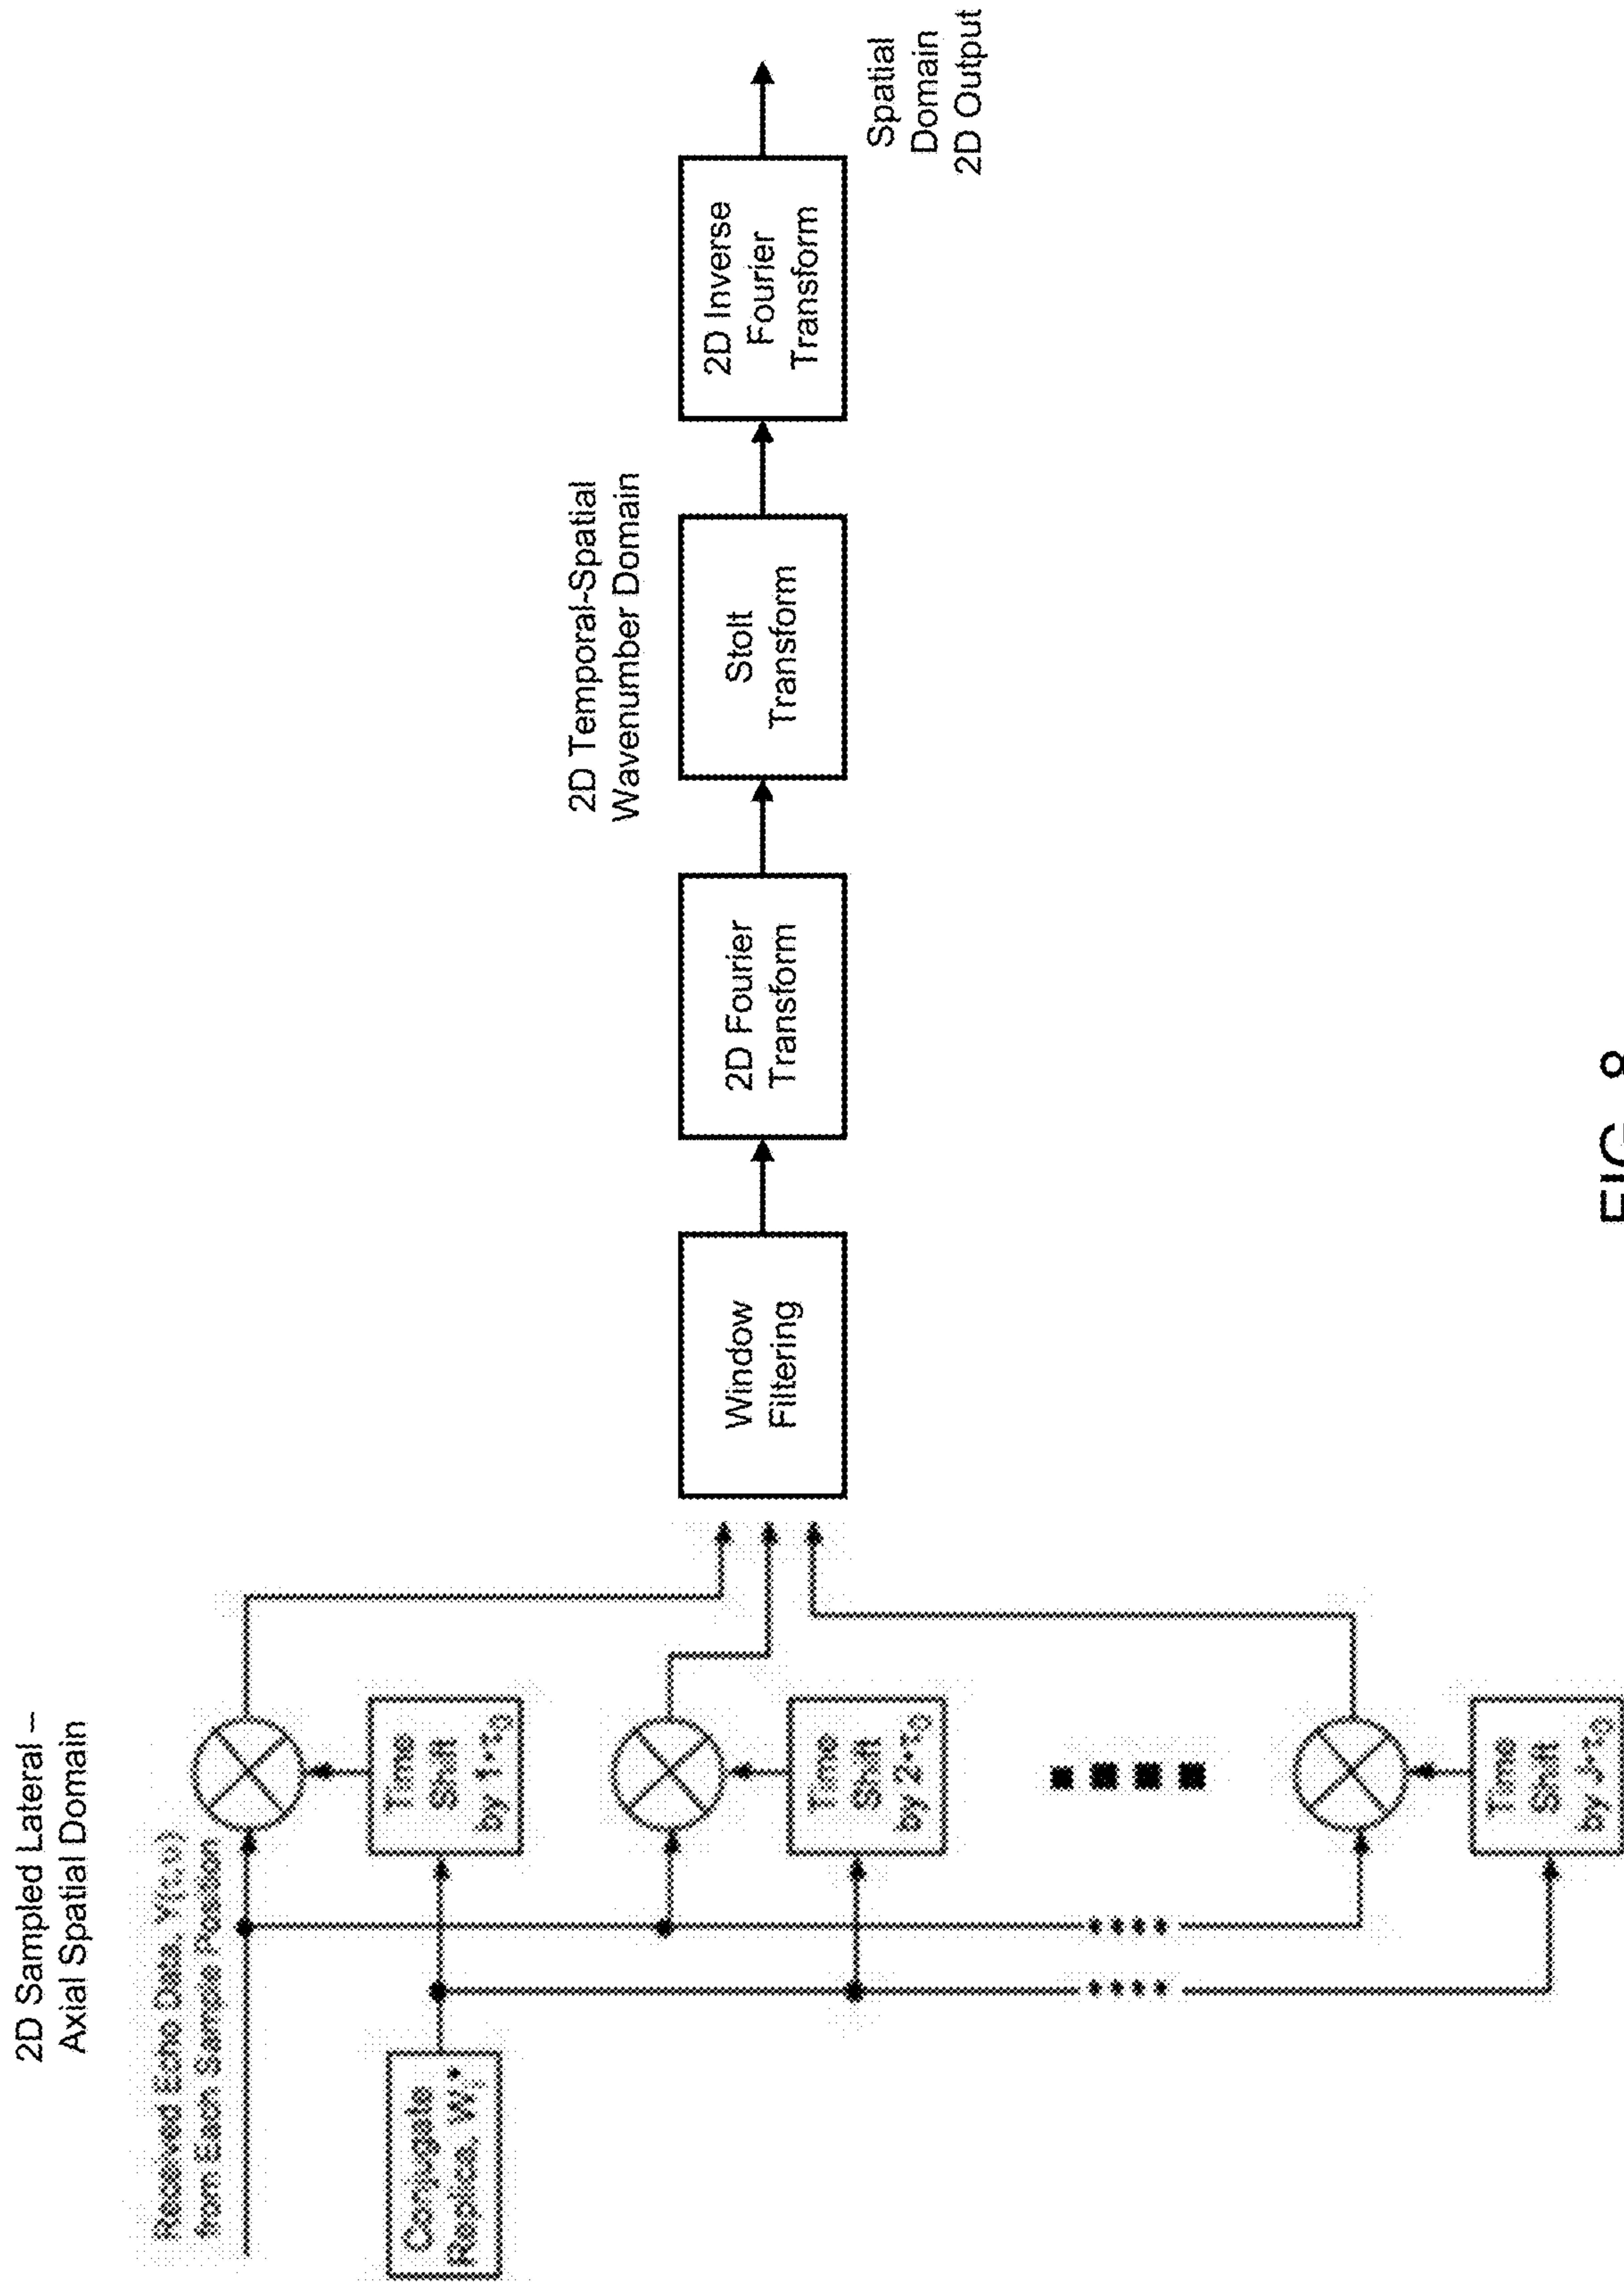 2D Sampled Lateral –
Axial Spatial Domain
Received Echo Data,
from Each Sample Position
Conjugate
Replica,
Time
Shift
by 1•τ₀
Time
Shift
by 2•τ₀
Time
Shift
by J•τ₀
Window
Filtering
2D Fourier
Transform
2D Temporal-Spatial
Wavenumber Domain
Stolt
Transform
2D Inverse
Fourier
Transform
Spatial
Domain
2D Output
FIG. 8